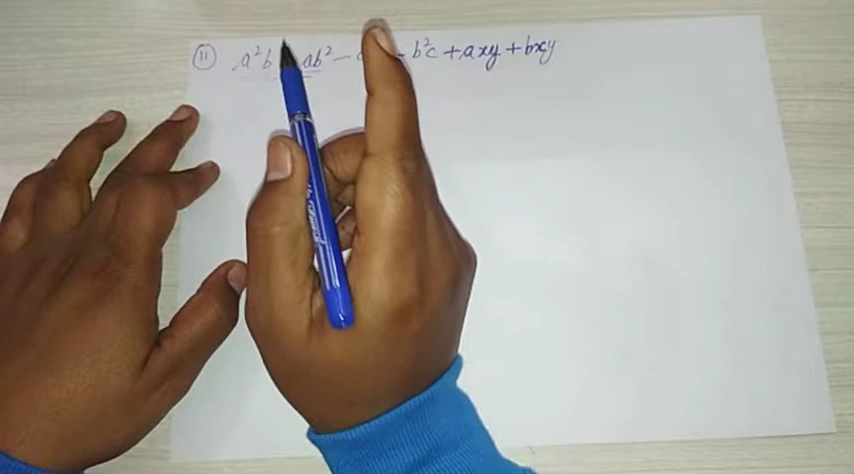 (11) a²b ab² - - b²c + axy + bxy